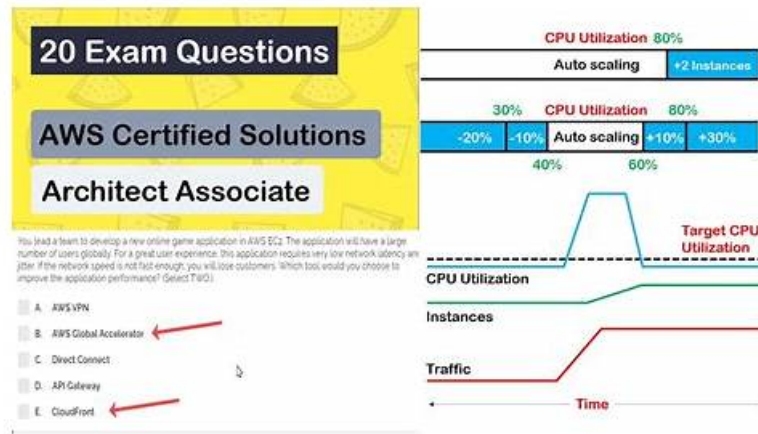 20 Exam Questions
AWS Certified Solutions
Architect Associate
You lead a team to develop a new online game application in AWS EC2. The application will have a large
number of users globally. For a great user experience, this application requires very low network latency and
jitter. If the network speed is not fast enough, you will lose customers. Which tool would you choose to
improve the application performance? (Select TWO.)
A. AWS VPN
B. AWS Global Accelerator
C. Direct Connect
D. API Gateway
E. CloudFront
CPU Utilization 80%
Auto scaling +2 Instances
30% CPU Utilization 80%
-20% -10% Auto scaling +10% +30%
40% 60%
Target CPU
Utilization
CPU Utilization
Instances
Traffic
Time